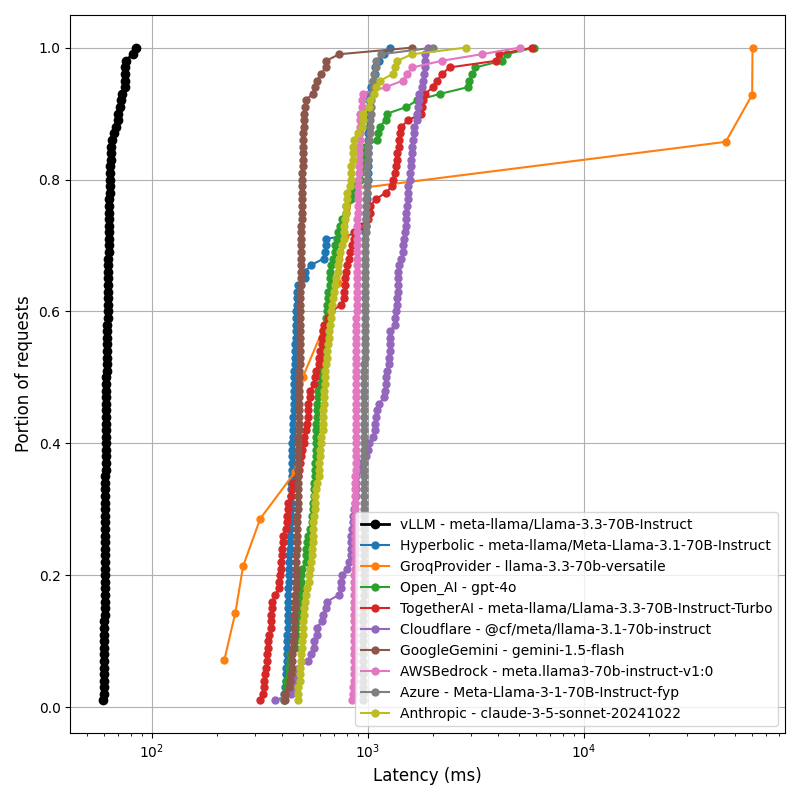 1.0
0.8
0.6
0.4
0.2
0.0
Portion of requests
vLLM - meta-llama/Llama-3.3-70B-Instruct
Hyperbolic - meta-llama/Meta-Llama-3.1-70B-Instruct
GroqProvider - llama-3.3-70b-versatile
Open_AI - gpt-4o
TogetherAI - meta-llama/Llama-3.3-70B-Instruct-Turbo
Cloudflare - @cf/meta/llama-3.1-70b-instruct
GoogleGemini - gemini-1.5-flash
AWSBedrock - meta.llama3-70b-instruct-v1:0
Azure - Meta-Llama-3-1-70B-Instruct-fyp
Anthropic - claude-3-5-sonnet-20241022
10² 10³ 10⁴
Latency (ms)